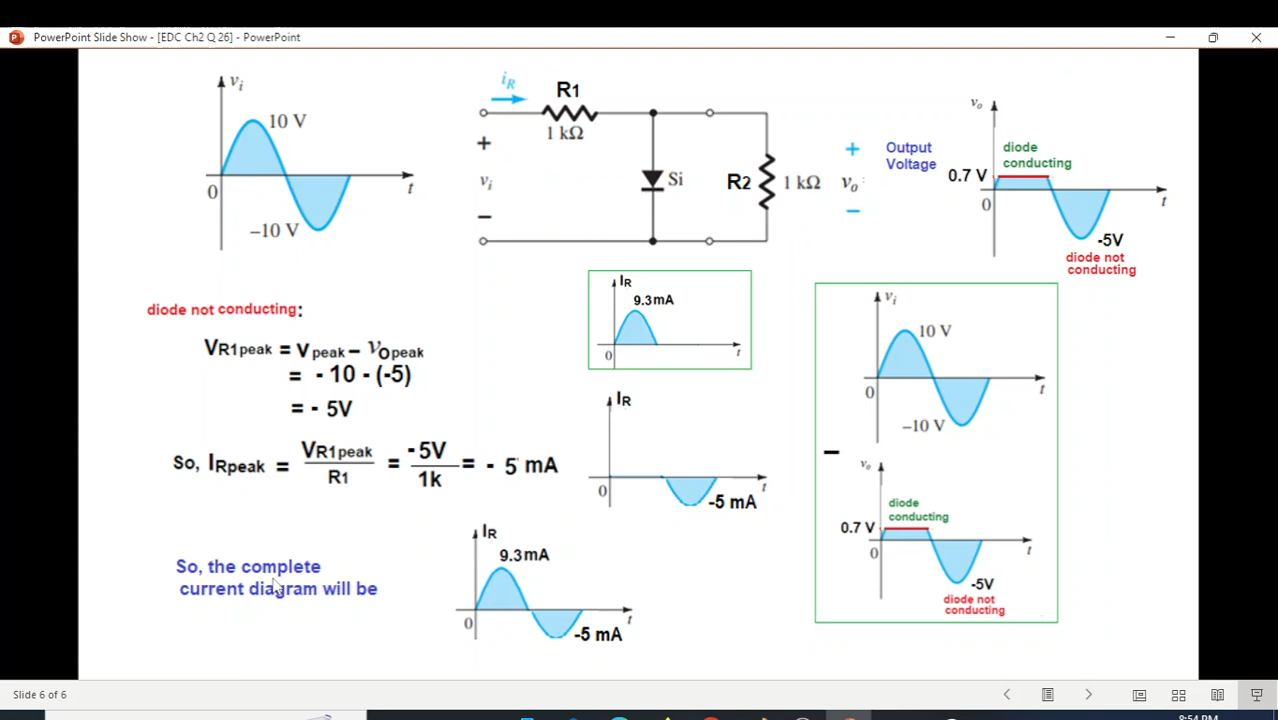 PowerPoint Slide Show - [EDC Ch2 Q 26] - PowerPoint
vi
10 V
0
t
–10 V
iR
R1
1 kΩ
+
vi
–
Si
R2
1 kΩ
+
vo
–
Output
Voltage
vo
diode
conducting
0.7 V
0
t
-5V
diode not
conducting
diode not conducting:
VR1peak = Vpeak – VOpeak
= - 10 - (-5)
= - 5V
So, IRpeak = VR1peak / R1 = -5V / 1k = - 5 mA
IR
9.3mA
0
t
IR
0
t
-5 mA
So, the complete
current diagram will be
IR
9.3mA
0
t
-5 mA
vi
10 V
0
t
–10 V
–
vo
diode
conducting
0.7 V
0
t
-5V
diode not
conducting
Slide 6 of 6
8:54 PM